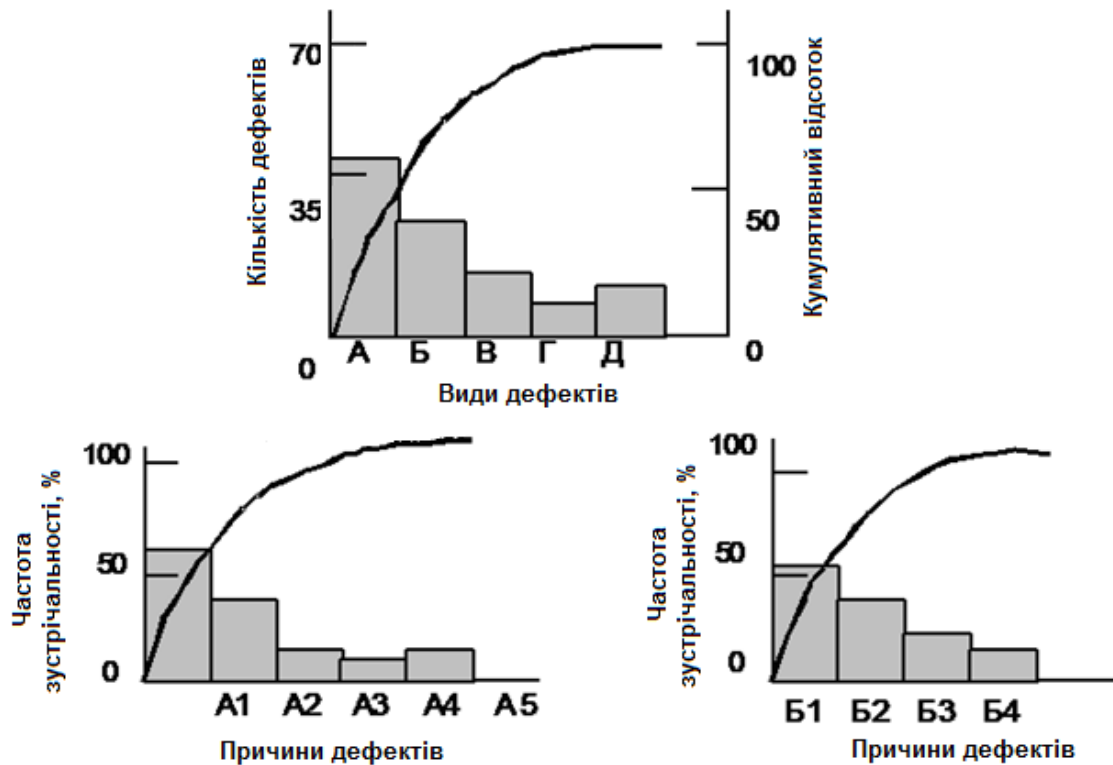 Кількість дефектів
70
35
0
100
50
0
Кумулятивний відсоток
А Б В Г Д
Види дефектів
Частота
зустрічальності, %
100
50
0
А1 А2 А3 А4 А5
Причини дефектів
Частота
зустрічальності, %
100
50
0
Б1 Б2 Б3 Б4
Причини дефектів